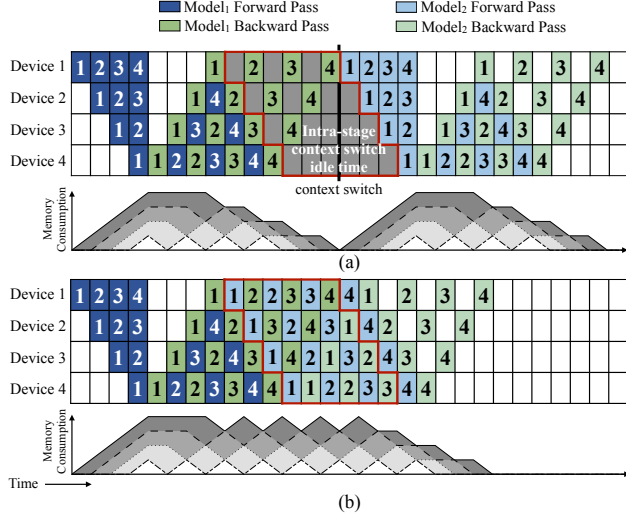 Model1 Forward Pass Model2 Forward Pass
Model1 Backward Pass Model2 Backward Pass
(a)
Device 1 1 2 3 4 1 2 3 4 1 2 3 4 1 2 3 4
Device 2 1 2 3 1 4 2 3 4 1 2 3 1 4 2 3 4
Device 3 1 2 1 3 2 4 3 4 1 2 1 3 2 4 3 4
Device 4 1 1 2 2 3 3 4 4 1 1 2 2 3 3 4 4
Intra-stage
context switch
idle time
context switch
Memory
Consumption
(a)
(b)
Device 1 1 2 3 4 1 1 2 2 3 3 4 4 1 2 3 4
Device 2 1 2 3 1 4 2 1 3 2 4 3 1 4 2 3 4
Device 3 1 2 1 3 2 4 3 1 4 2 1 3 2 4 3 4
Device 4 1 1 2 2 3 3 4 4 1 1 2 2 3 3 4 4
Memory
Consumption
Time
(b)